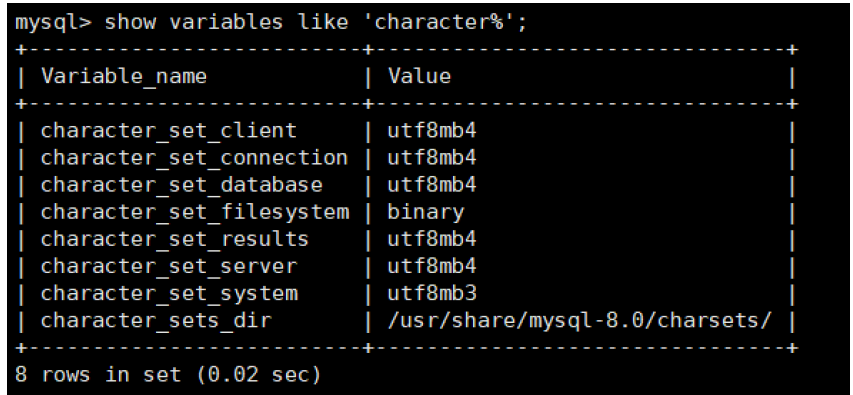 mysql> show variables like 'character%';
+--------------------------+--------------------------------+
| Variable_name            | Value                          |
+--------------------------+--------------------------------+
| character_set_client     | utf8mb4                        |
| character_set_connection | utf8mb4                        |
| character_set_database   | utf8mb4                        |
| character_set_filesystem | binary                         |
| character_set_results    | utf8mb4                        |
| character_set_server     | utf8mb4                        |
| character_set_system     | utf8mb3                        |
| character_sets_dir       | /usr/share/mysql-8.0/charsets/ |
+--------------------------+--------------------------------+
8 rows in set (0.02 sec)